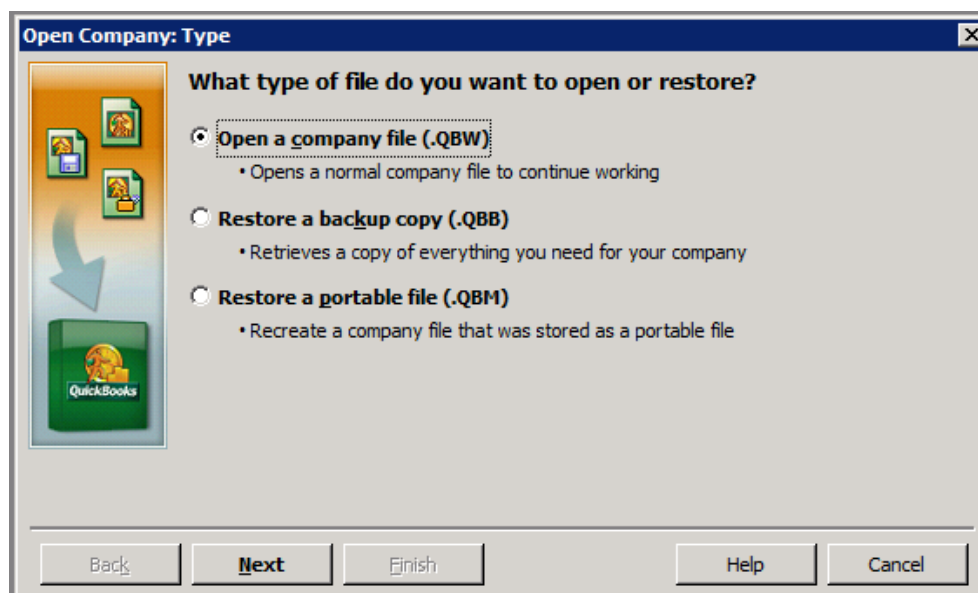 Open Company: Type
What type of file do you want to open or restore?
Open a company file (.QBW)
• Opens a normal company file to continue working
Restore a backup copy (.QBB)
• Retrieves a copy of everything you need for your company
Restore a portable file (.QBM)
• Recreate a company file that was stored as a portable file
QuickBooks
Back Next Finish Help Cancel